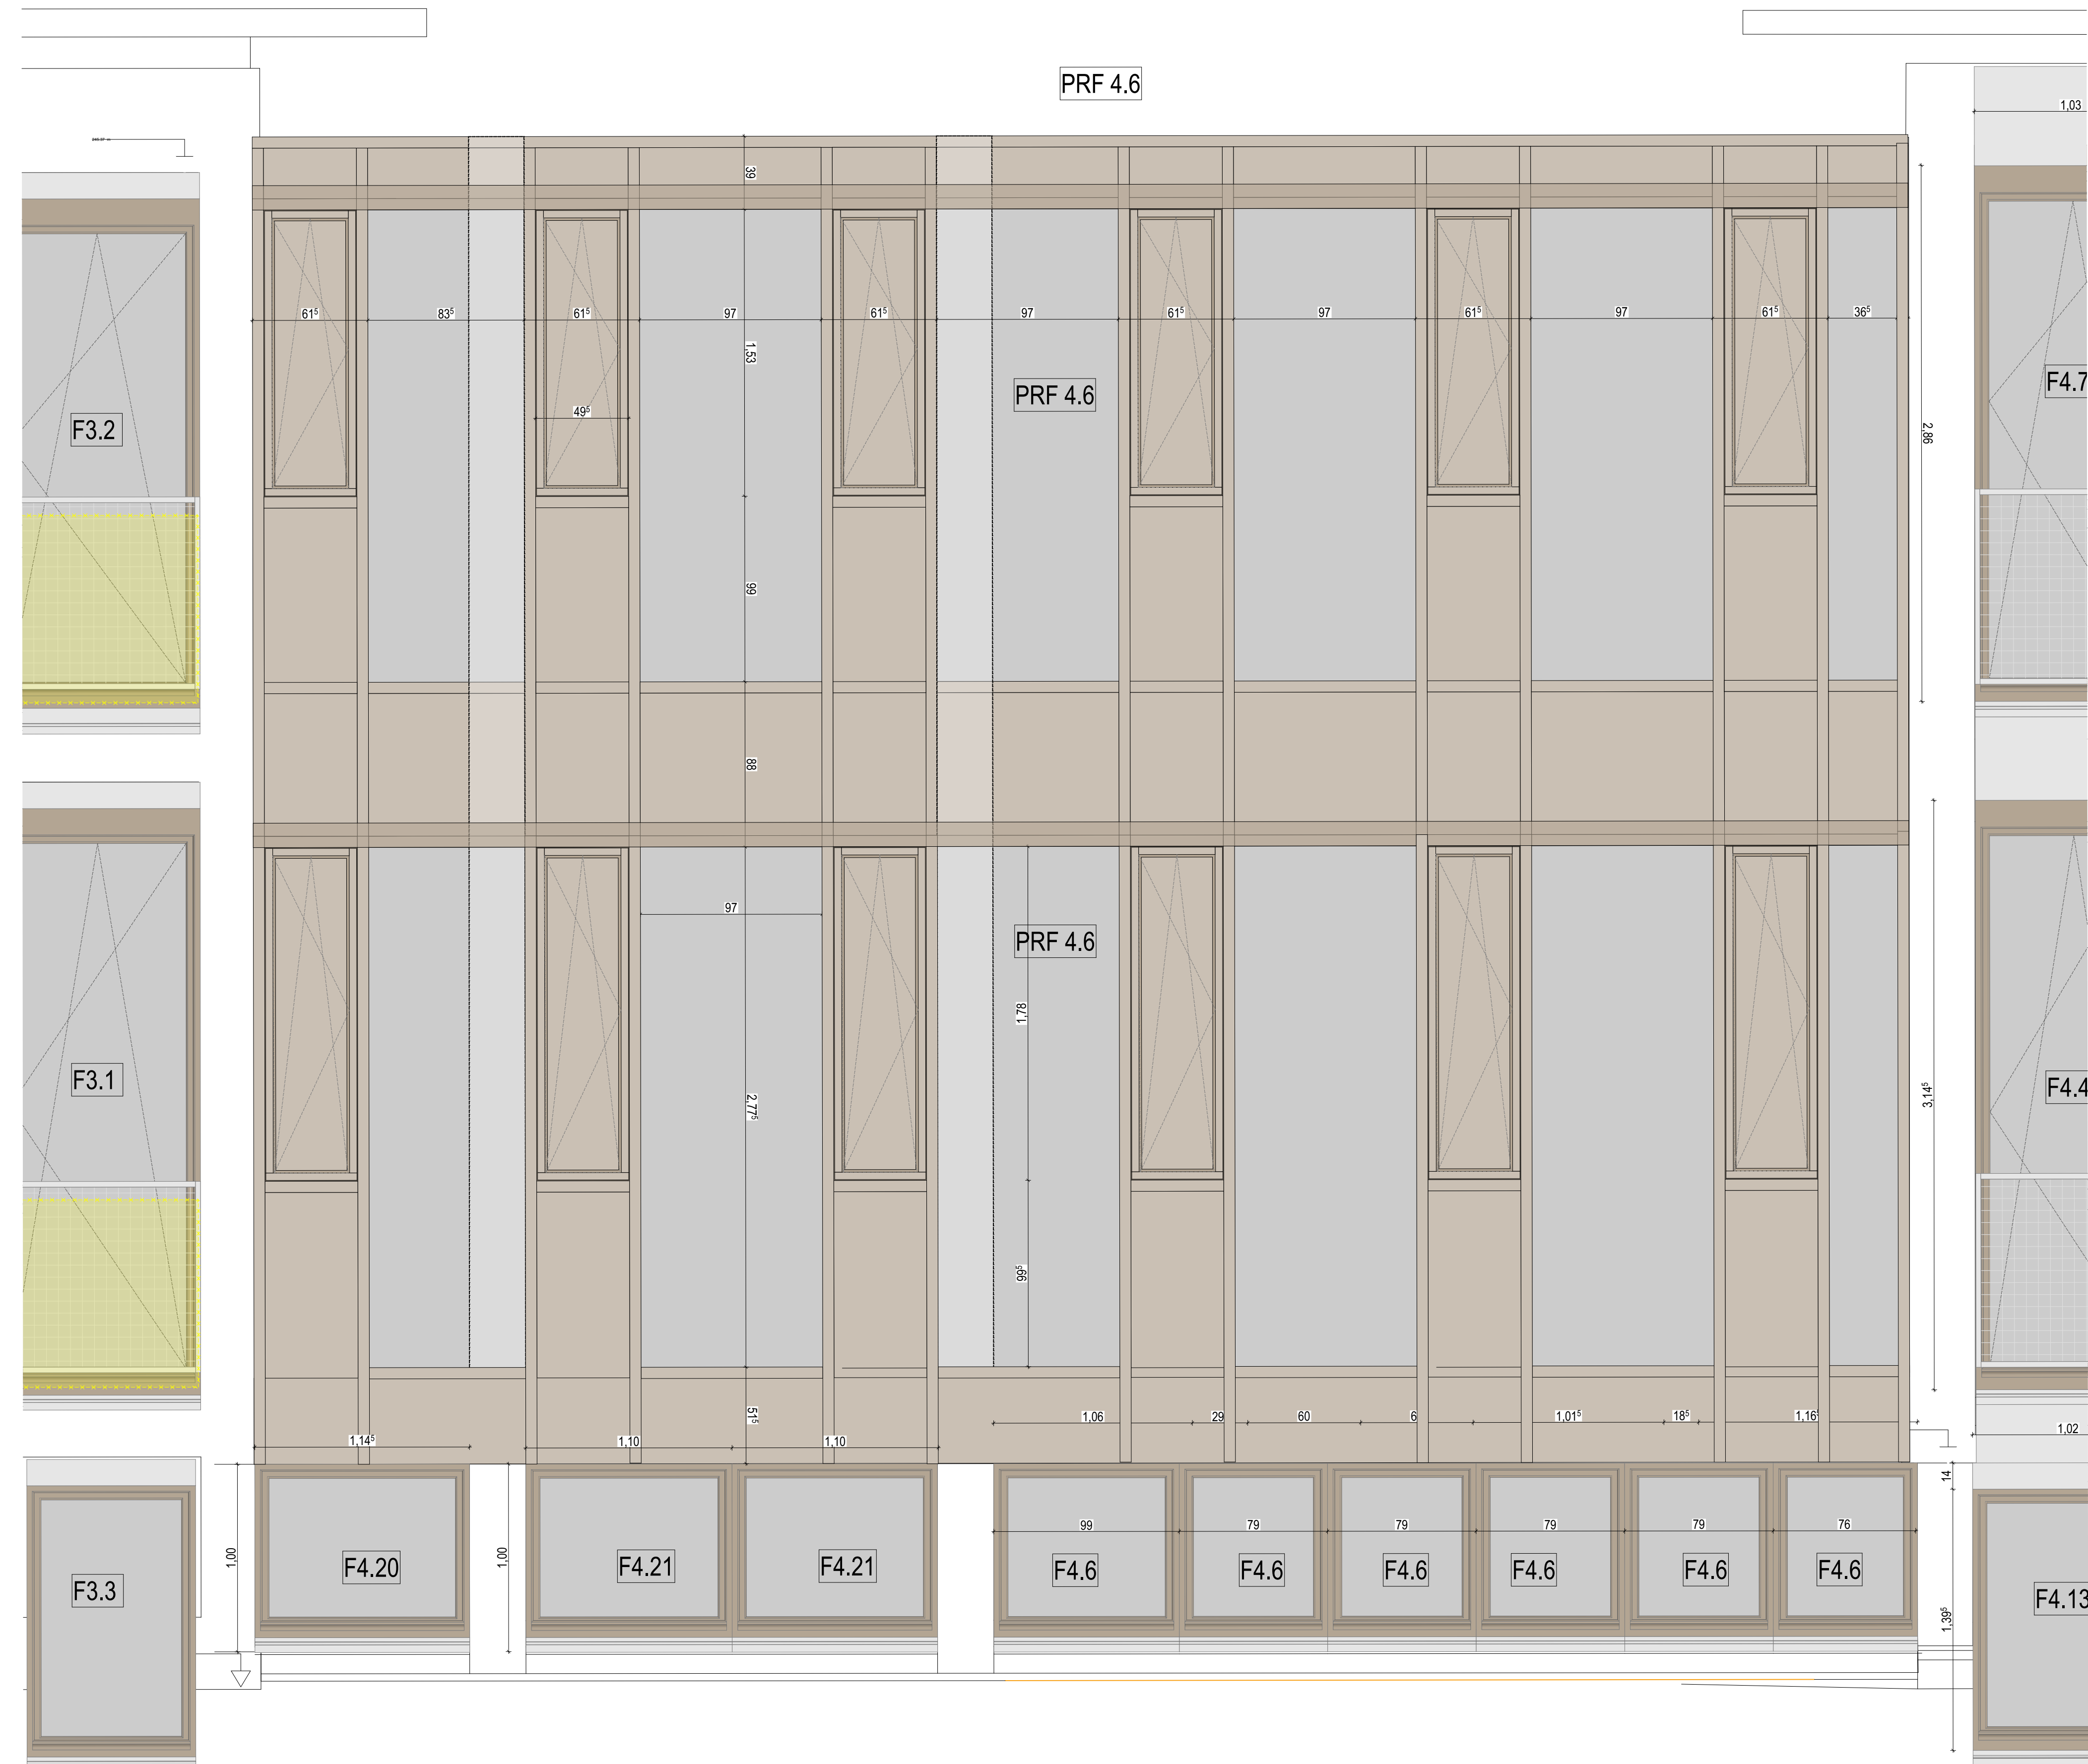 PRF 4.6
1,03
39
61⁵ 83⁵ 61⁵ 97 61⁵ 97 61⁵ 97 61⁵ 97 61⁵ 36⁵
1,53
PRF 4.6
F4.7
49⁵
F3.2
2,86
99
88
97
PRF 4.6
1,78
F3.1
F4.4
2,77⁵
3,14⁵
99⁵
51⁵
1,06 29 60 6 1,01⁵ 18⁵ 1,16⁵
1,14⁵ 1,10 1,10
1,02
14
99 79 79 79 79 76
1,00
1,00
F4.20 F4.21 F4.21 F4.6 F4.6 F4.6 F4.6 F4.6 F4.6
F3.3
F4.13
1,39⁵